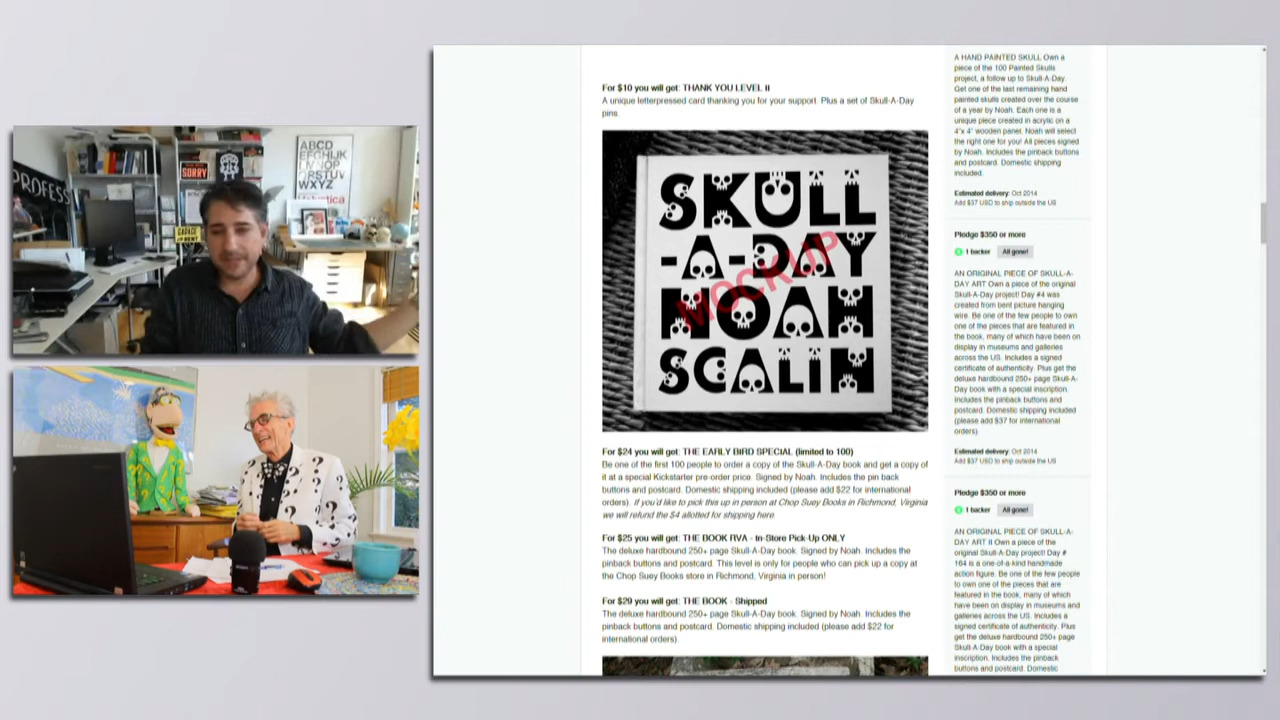 PROFESS
SORRY
GARAGE
FOR RENT
ABCD
EFGHIJK
WXYZ
Helvetica
For $10 you will get: THANK YOU LEVEL II
A unique letterpressed card thanking you for your support. Plus a set of Skull-A-Day
pins.
SKULL
-A-DAY
NOAH
SCALIN
MOCKUP
For $24 you will get: THE EARLY BIRD SPECIAL (limited to 100)
Be one of the first 100 people to order a copy of the Skull-A-Day book and get a copy of
it at a special Kickstarter pre-order price. Signed by Noah. Includes the pin back
buttons and postcard. Domestic shipping included (please add $22 for international
orders). If you'd like to pick this up in person at Chop Suey Books in Richmond, Virginia
we will refund the $4 allotted for shipping here.
For $25 you will get: THE BOOK RVA - In-Store Pick-Up ONLY
The deluxe hardbound 250+ page Skull-A-Day book. Signed by Noah. Includes the
pinback buttons and postcard. This level is only for people who can pick up a copy at
the Chop Suey Books store in Richmond, Virginia in person!
For $29 you will get: THE BOOK - Shipped
The deluxe hardbound 250+ page Skull-A-Day book. Signed by Noah. Includes the
pinback buttons and postcard. Domestic shipping included (please add $22 for
international orders).
A HAND PAINTED SKULL Own a
piece of the 100 Painted Skulls
project, a follow up to Skull-A-Day.
Get one of the last remaining hand
painted skulls created over the course
of a year by Noah. Each one is a
unique piece created in acrylic on a
4"x 4" wooden panel. Noah will select
the right one for you! All pieces signed
by Noah. Includes the pinback buttons
and postcard. Domestic shipping
included.
Estimated delivery: Oct 2014
Add $37 USD to ship outside the US
Pledge $350 or more
1 backer All gone!
AN ORIGINAL PIECE OF SKULL-A-
DAY ART Own a piece of the original
Skull-A-Day project! Day #4 was
created from bent picture hanging
wire. Be one of the few people to own
one of the pieces that are featured in
the book, many of which have been on
display in museums and galleries
across the US. Includes a signed
certificate of authenticity. Plus get the
deluxe hardbound 250+ page Skull-A-
Day book with a special inscription.
Includes the pinback buttons and
postcard. Domestic shipping included
(please add $37 for international
orders)
Estimated delivery: Oct 2014
Add $37 USD to ship outside the US
Pledge $350 or more
1 backer All gone!
AN ORIGINAL PIECE OF SKULL-A-
DAY ART II Own a piece of the
original Skull-A-Day project! Day #
164 is a one-of-a-kind handmade
action figure. Be one of the few people
to own one of the pieces that are
featured in the book, many of which
have been on display in museums and
galleries across the US. Includes a
signed certificate of authenticity. Plus
get the deluxe hardbound 250+ page
Skull-A-Day book with a special
inscription. Includes the pinback
buttons and postcard. Domestic